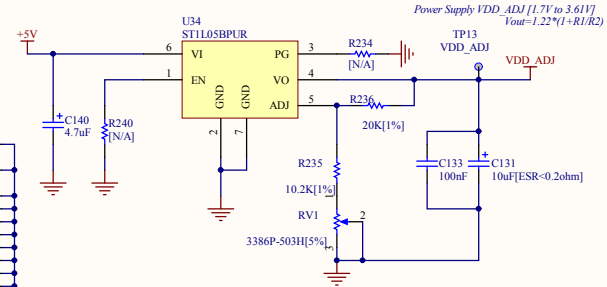 Power Supply VDD_ADJ [1.7V to 3.61V]
Vout=1.22*(1+R1/R2)
U34
ST1L05BPUR
+5V
6
VI
1
EN
GND
GND
PG
3
VO
4
ADJ
5
2
7
R234
[N/A]
TP13
VDD_ADJ
VDD_ADJ
R236
20K[1%]
C140
4.7uF
R240
[N/A]
R235
10.2K[1%]
1
RV1
2
3386P-503H[5%]
3
C133
100nF
C131
10uF[ESR<0.2ohm]